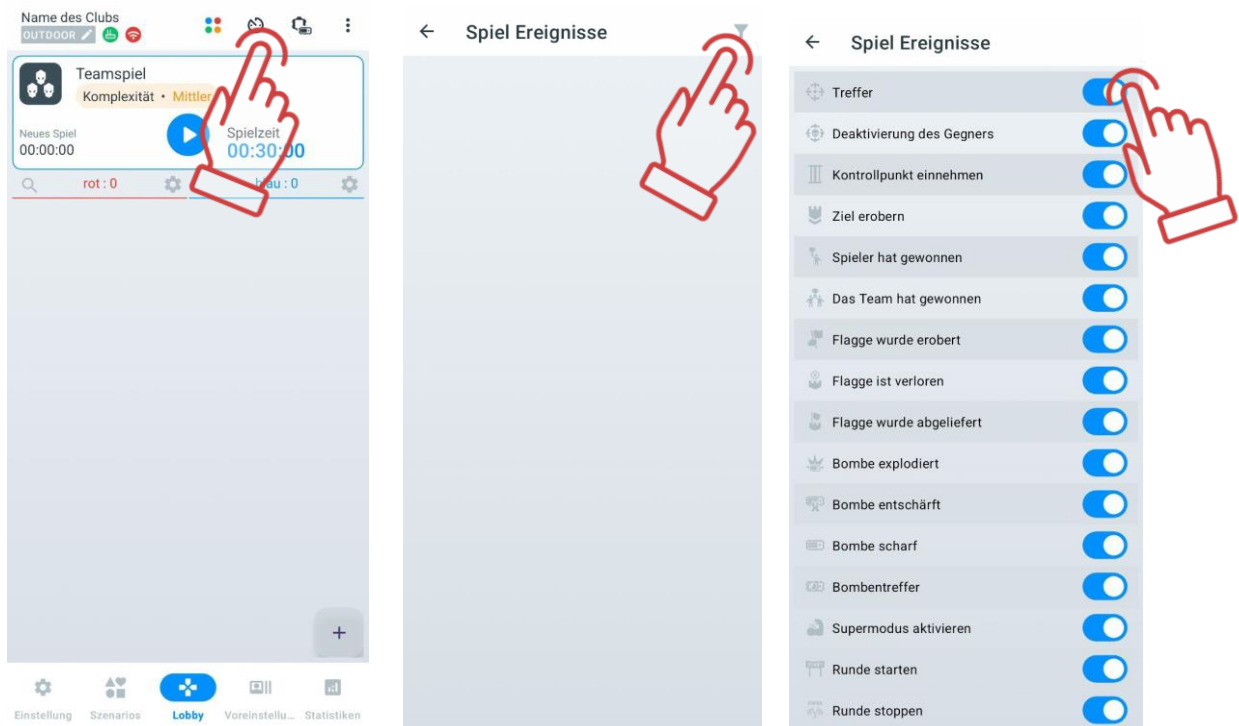 Name des Clubs
OUTDOOR
Teamspiel
Komplexität • Mittler
Neues Spiel
00:00:00
Spielzeit
00:30:00
rot : 0
blau : 0
Einstellung
Szenarios
Lobby
Voreinstellu...
Statistiken
Spiel Ereignisse
Spiel Ereignisse
Treffer
Deaktivierung des Gegners
Kontrollpunkt einnehmen
Ziel erobern
Spieler hat gewonnen
Das Team hat gewonnen
Flagge wurde erobert
Flagge ist verloren
Flagge wurde abgeliefert
Bombe explodiert
Bombe entschärft
Bombe scharf
Bombentreffer
Supermodus aktivieren
Runde starten
Runde stoppen